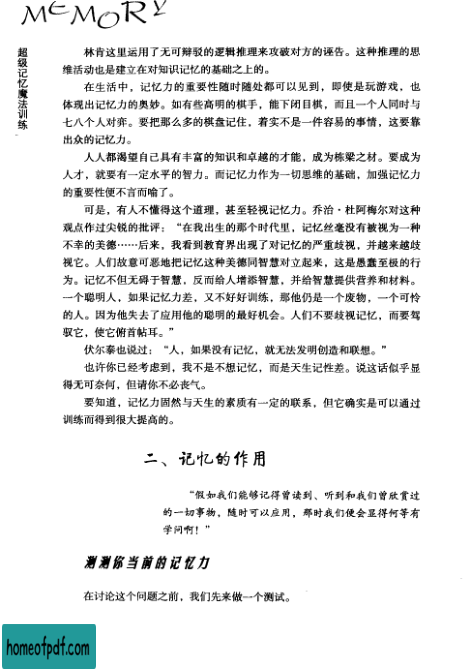 MEMORY
超级记忆魔法训练
林肯这里运用了无可辩驳的逻辑推理来攻破对方的诬告。这种推理的思
维活动也是建立在对知识记忆的基础之上的。
在生活中，记忆力的重要性随时随处都可以见到，即使是玩游戏，也
体现出记忆力的奥妙。如有些高明的棋手，能下闭目棋，而且一个人同时与
七八个人对弈。要把那么多的棋盘记住，着实不是一件容易的事情，这要靠
出众的记忆力。
人人都渴望自己具有丰富的知识和卓越的才能，成为栋梁之材。要成为
人才，就要有一定水平的智力。而记忆力作为一切思维的基础，加强记忆力
的重要性便不言而喻了。
可是，有人不懂得这个道理，甚至轻视记忆力。乔治·杜阿梅尔对这种
观点作过尖锐的批评：“在我出生的那个时代里，记忆丝毫没有被视为一种
不幸的美德……后来，我看到教育界出现了对记忆的严重歧视，并越来越歧
视它。人们故意可恶地把记忆这种美德同智慧对立起来，这是愚蠢至极的行
为。记忆不但无碍于智慧，反而给人增添智慧，并给智慧提供营养和材料。
一个聪明人，如果记忆力差，又不好好训练，那他仍是一个废物，一个可怜
的人。因为他失去了应用他的聪明的最好机会。人们不要歧视记忆，而要驾
驭它，使它俯首帖耳。”
伏尔泰也说过：“人，如果没有记忆，就无法发明创造和联想。”
也许你已经考虑到，我不是不想记忆，而是天生记性差。说这话似乎显
得无可奈何，但请你不必丧气。
要知道，记忆力固然与天生的素质有一定的联系，但它确实是可以通过
训练而得到很大提高的。
二、记忆的作用
“假如我们能够记得曾读到、听到和我们曾欣赏过
的一切事物，随时可以应用，那时我们便会显得何等有
学问啊！”
测测你当前的记忆力
在讨论这个问题之前，我们先来做一个测试。
homeofpdf.com